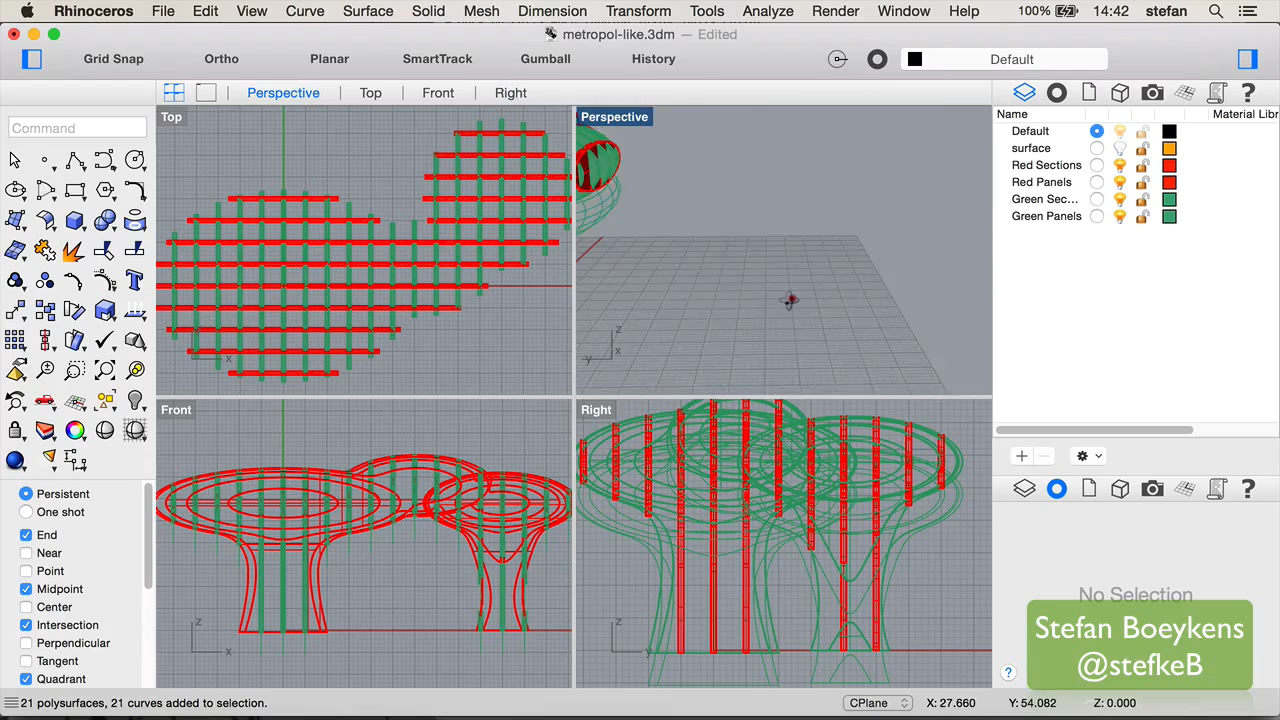 Rhinoceros File Edit View Curve Surface Solid Mesh Dimension Transform Tools Analyze Render Window Help 100% 14:42 stefan
metropol-like.3dm — Edited
Grid Snap Ortho Planar SmartTrack Gumball History Default
Perspective Top Front Right
Top
Perspective
Name Material Libr
Command
Default
surface
Red Sections
Red Panels
Green Sec...
Green Panels
z
x
y
x
Front
Right
Persistent
One shot
End
Near
Point
Midpoint
Center
Intersection
Perpendicular
Tangent
Quadrant
z
x
z
y
No Selection
Stefan Boeykens
@stefkeB
21 polysurfaces, 21 curves added to selection. CPlane X: 27.660 Y: 54.082 Z: 0.000